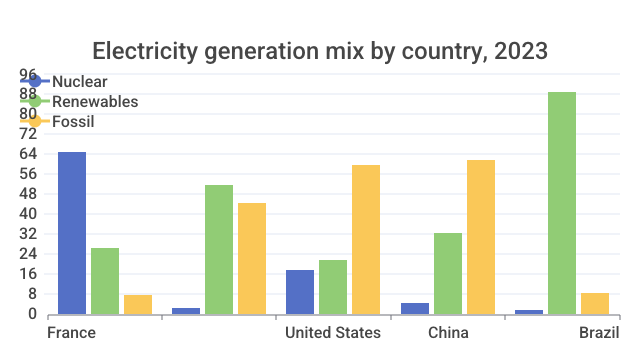 Electricity generation mix by country, 2023
96
88
80
72
64
56
48
40
32
24
16
8
0
Nuclear
Renewables
Fossil
France
United States
China
Brazil